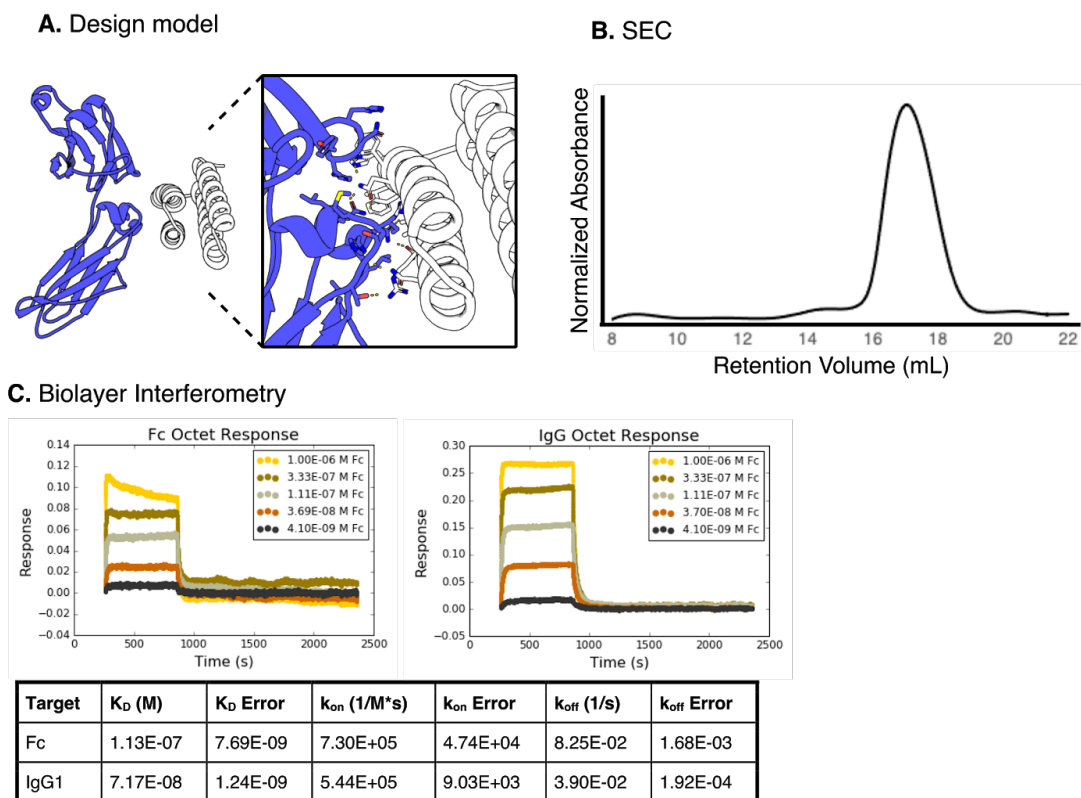 A. Design model
B. SEC
Normalized Absorbance
8 10 12 14 16 18 20 22
Retention Volume (mL)
C. Biolayer Interferometry
Fc Octet Response
0.14
0.12
0.10
0.08
0.06
0.04
0.02
0.00
−0.02
−0.04
Response
1.00E-06 M Fc
3.33E-07 M Fc
1.11E-07 M Fc
3.69E-08 M Fc
4.10E-09 M Fc
0 500 1000 1500 2000 2500
Time (s)
IgG Octet Response
0.30
0.25
0.20
0.15
0.10
0.05
0.00
−0.05
Response
1.00E-06 M Fc
3.33E-07 M Fc
1.11E-07 M Fc
3.70E-08 M Fc
4.10E-09 M Fc
0 500 1000 1500 2000 2500
Time (s)
Target K_D (M) K_D Error k_on (1/M*s) k_on Error k_off (1/s) k_off Error
Fc 1.13E-07 7.69E-09 7.30E+05 4.74E+04 8.25E-02 1.68E-03
IgG1 7.17E-08 1.24E-09 5.44E+05 9.03E+03 3.90E-02 1.92E-04